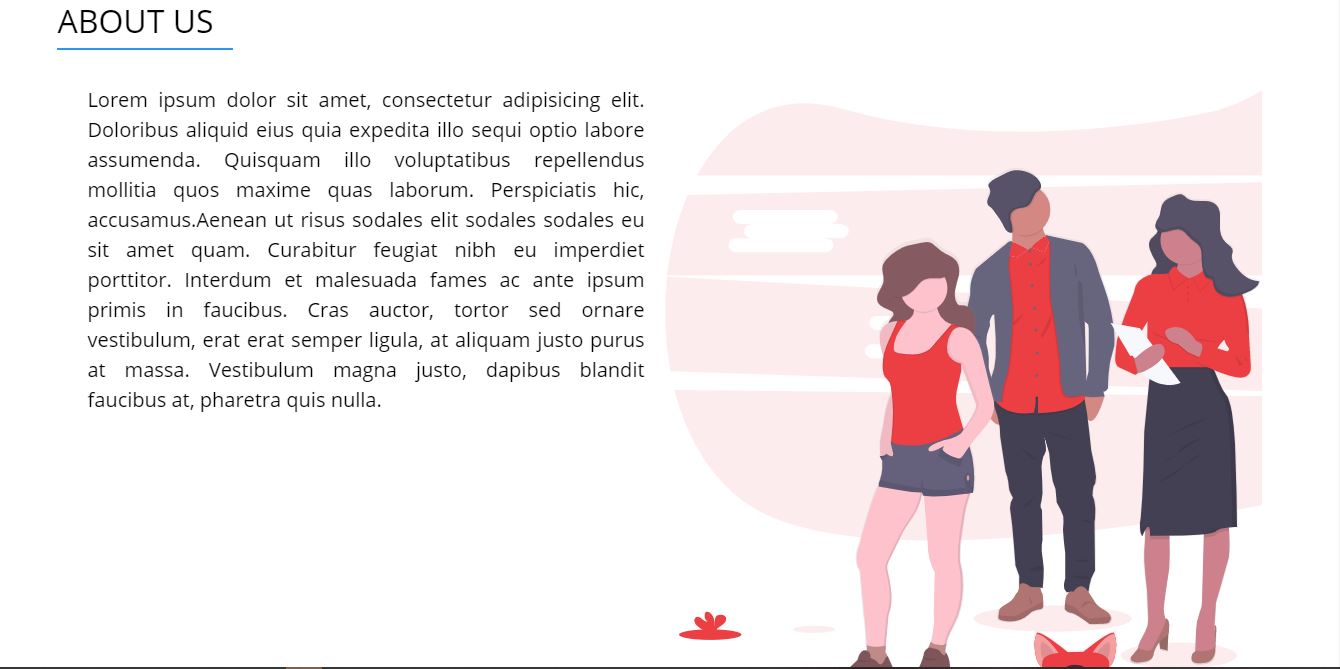 ABOUT US
Lorem ipsum dolor sit amet, consectetur adipisicing elit.
Doloribus aliquid eius quia expedita illo sequi optio labore
assumenda. Quisquam illo voluptatibus repellendus
mollitia quos maxime quas laborum. Perspiciatis hic,
accusamus.Aenean ut risus sodales elit sodales sodales eu
sit amet quam. Curabitur feugiat nibh eu imperdiet
porttitor. Interdum et malesuada fames ac ante ipsum
primis in faucibus. Cras auctor, tortor sed ornare
vestibulum, erat erat semper ligula, at aliquam justo purus
at massa. Vestibulum magna justo, dapibus blandit
faucibus at, pharetra quis nulla.